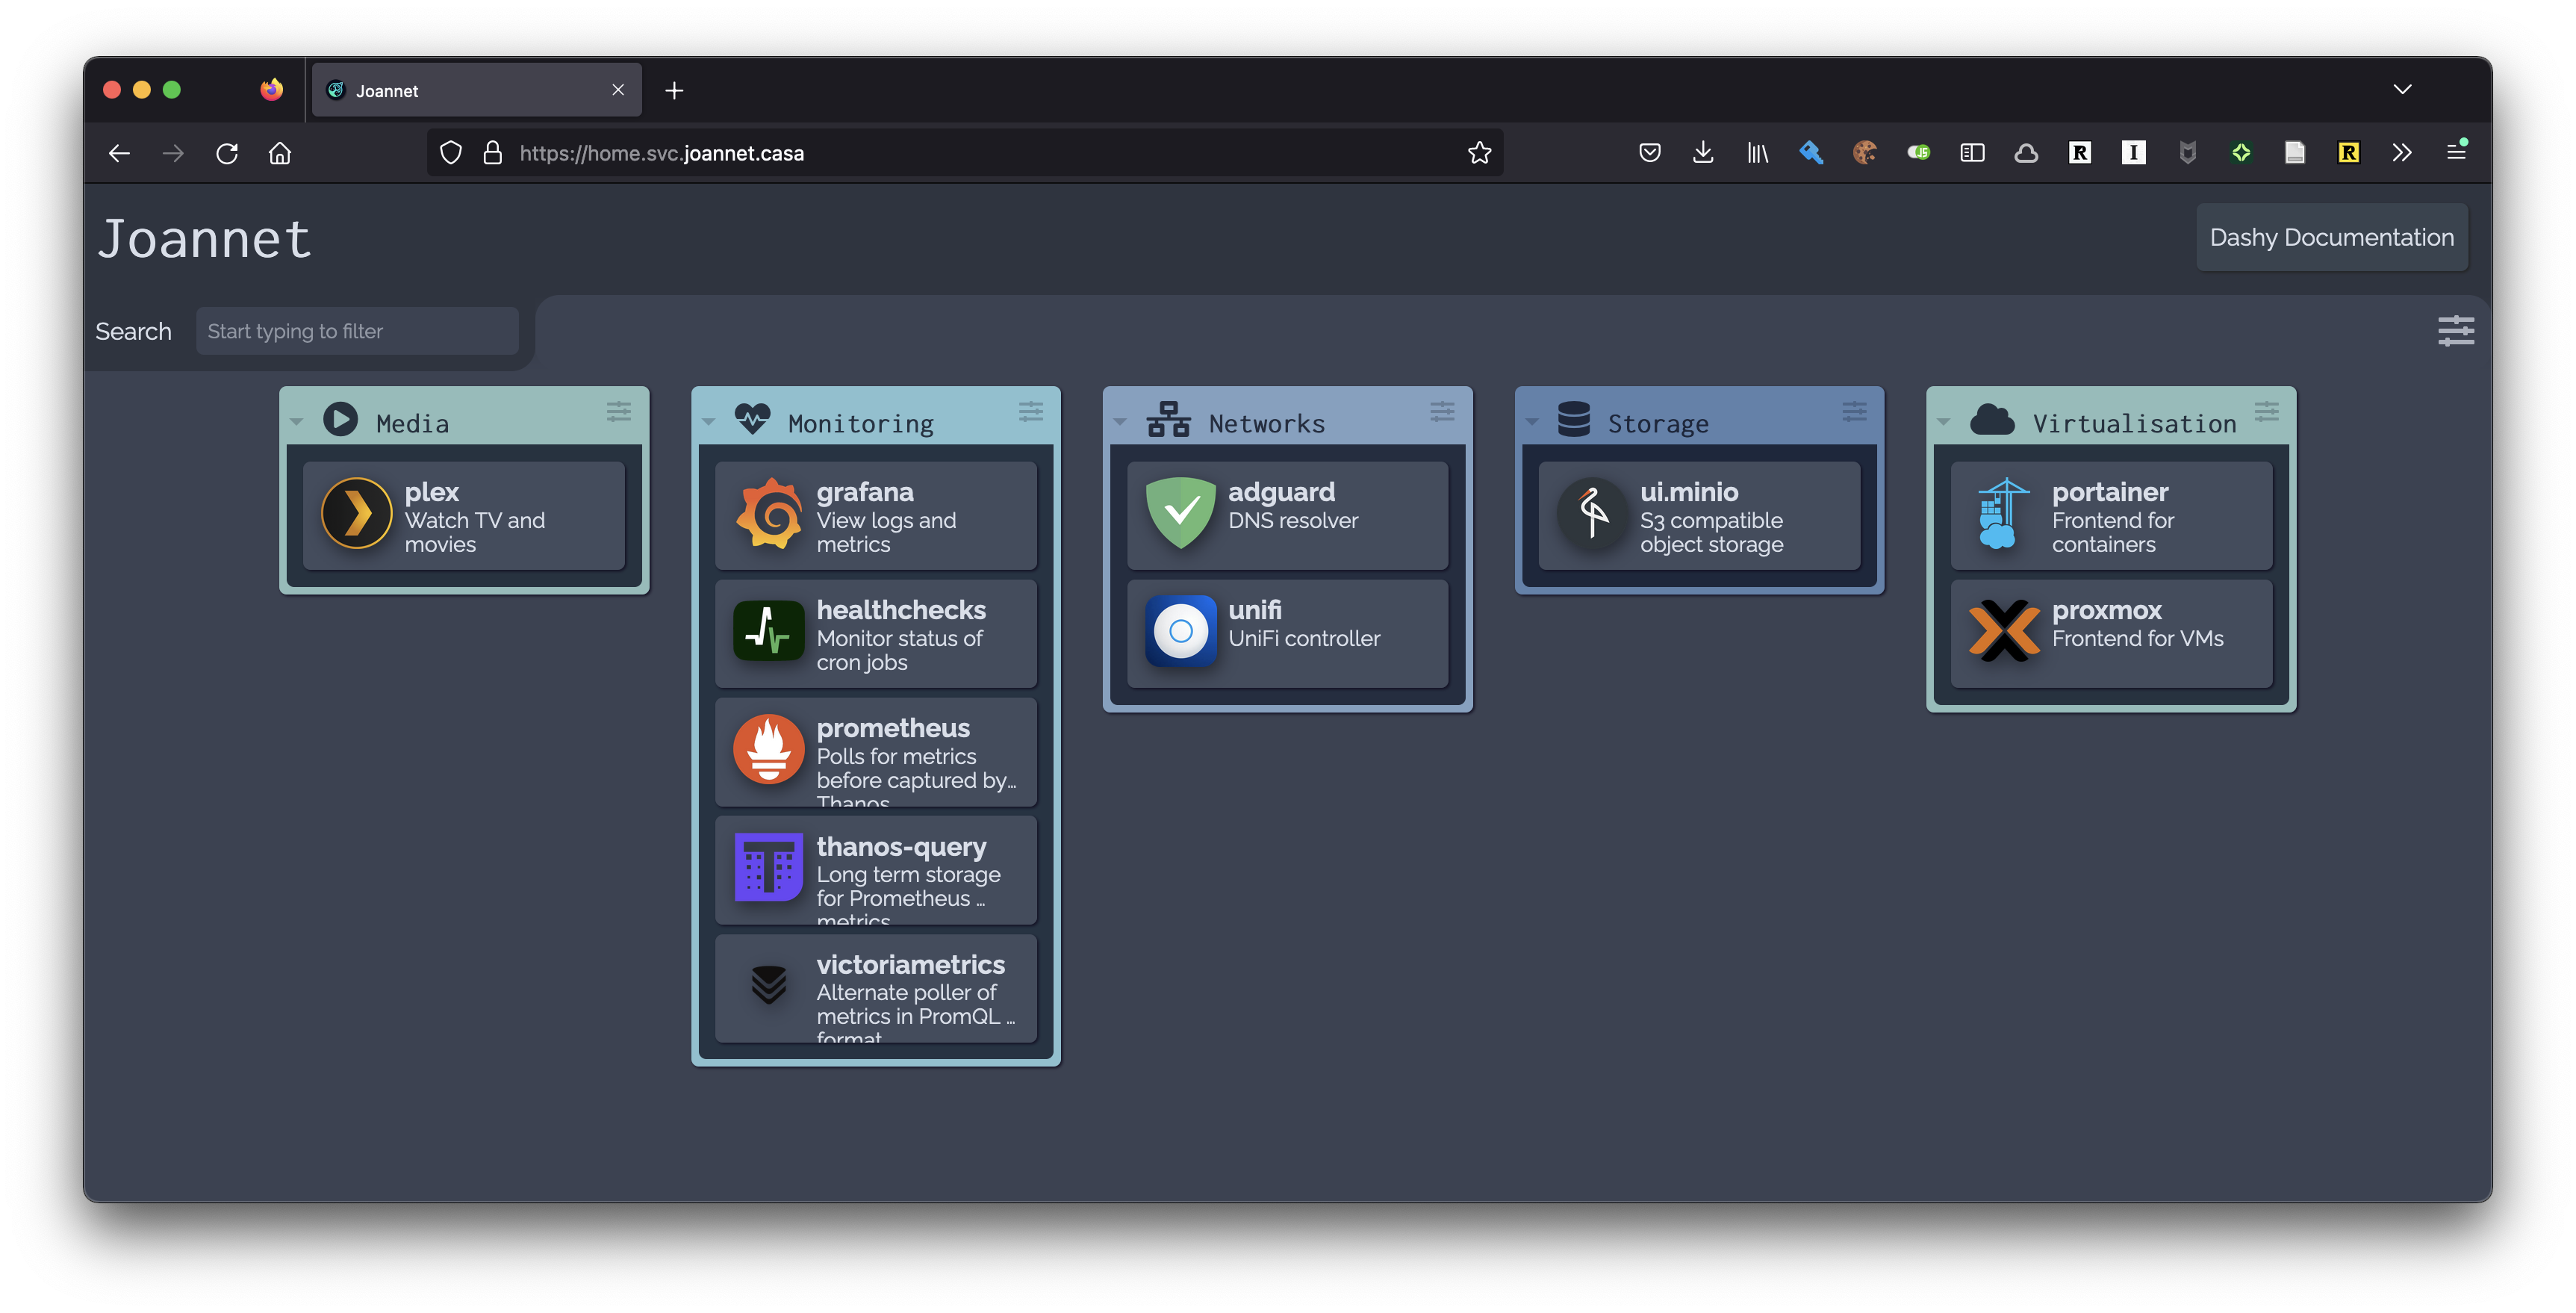 Joannet
https://home.svc.joannet.casa
Joannet
Dashy Documentation
Search
Start typing to filter
Media
plex
Watch TV and
movies
Monitoring
grafana
View logs and
metrics
healthchecks
Monitor status of
cron jobs
prometheus
Polls for metrics
before captured by...
Thanos
thanos-query
Long term storage
for Prometheus ...
metrics
victoriametrics
Alternate poller of
metrics in PromQL ...
format
Networks
adguard
DNS resolver
unifi
UniFi controller
Storage
ui.minio
S3 compatible
object storage
Virtualisation
portainer
Frontend for
containers
proxmox
Frontend for VMs